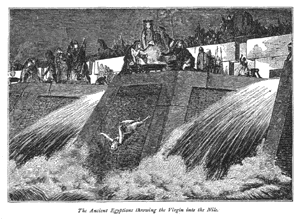 The Ancient Egyptians throwing the Virgin into the Nile.